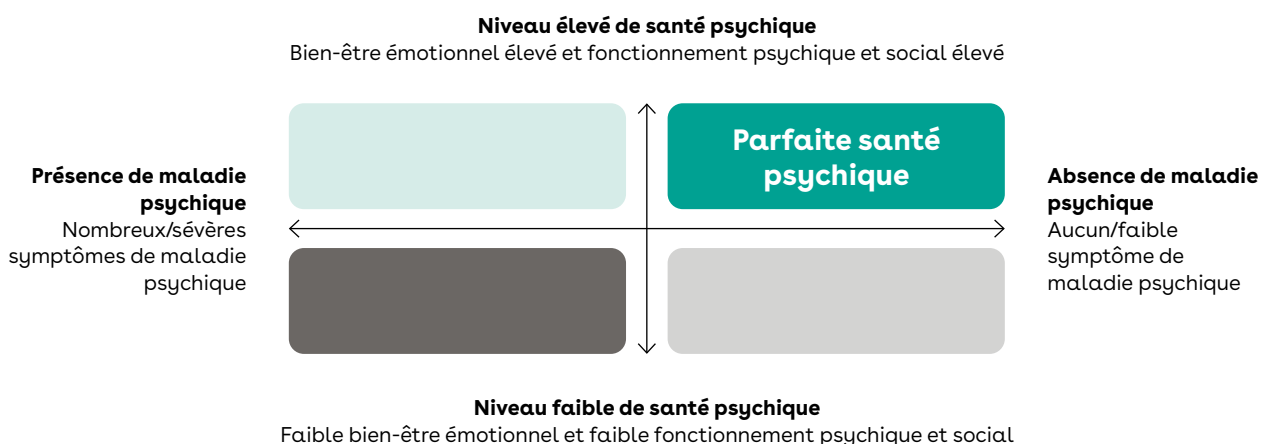 Niveau élevé de santé psychique
Bien-être émotionnel élevé et fonctionnement psychique et social élevé
Parfaite santé
psychique
Présence de maladie
psychique
Nombreux/sévères
symptômes de maladie
psychique
Absence de maladie
psychique
Aucun/faible
symptôme de
maladie psychique
Niveau faible de santé psychique
Faible bien-être émotionnel et faible fonctionnement psychique et social